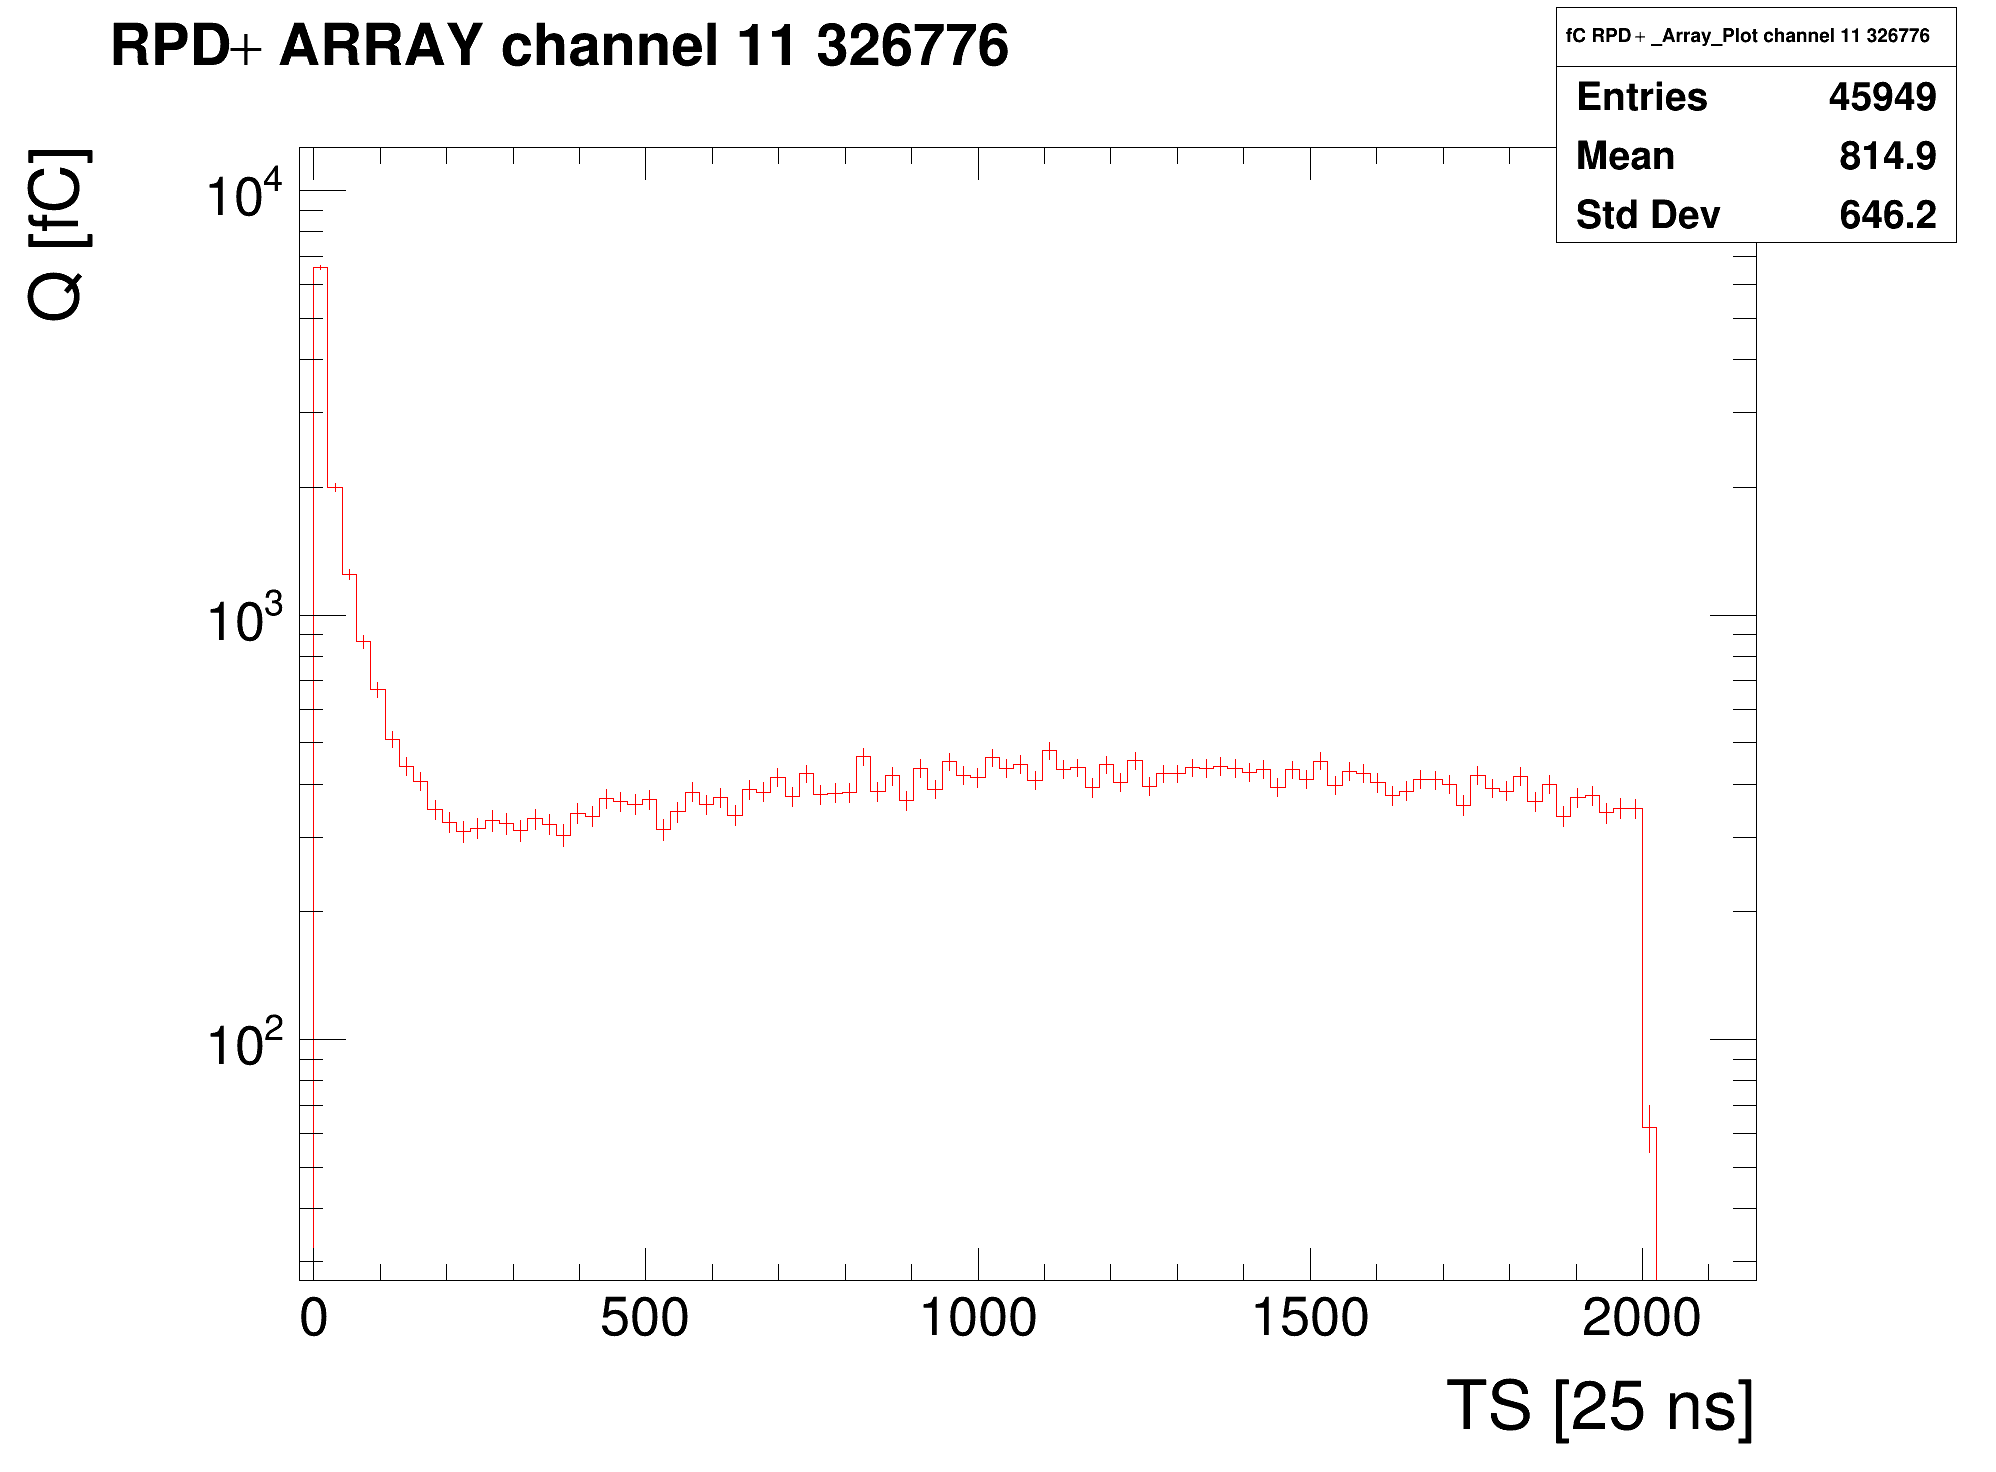 RPD+ ARRAY channel 11 326776
fC RPD + _Array_Plot channel 11 326776
Entries 45949
Mean 814.9
Std Dev 646.2
Q [fC]
10^4
10^3
10^2
0 500 1000 1500 2000
TS [25 ns]